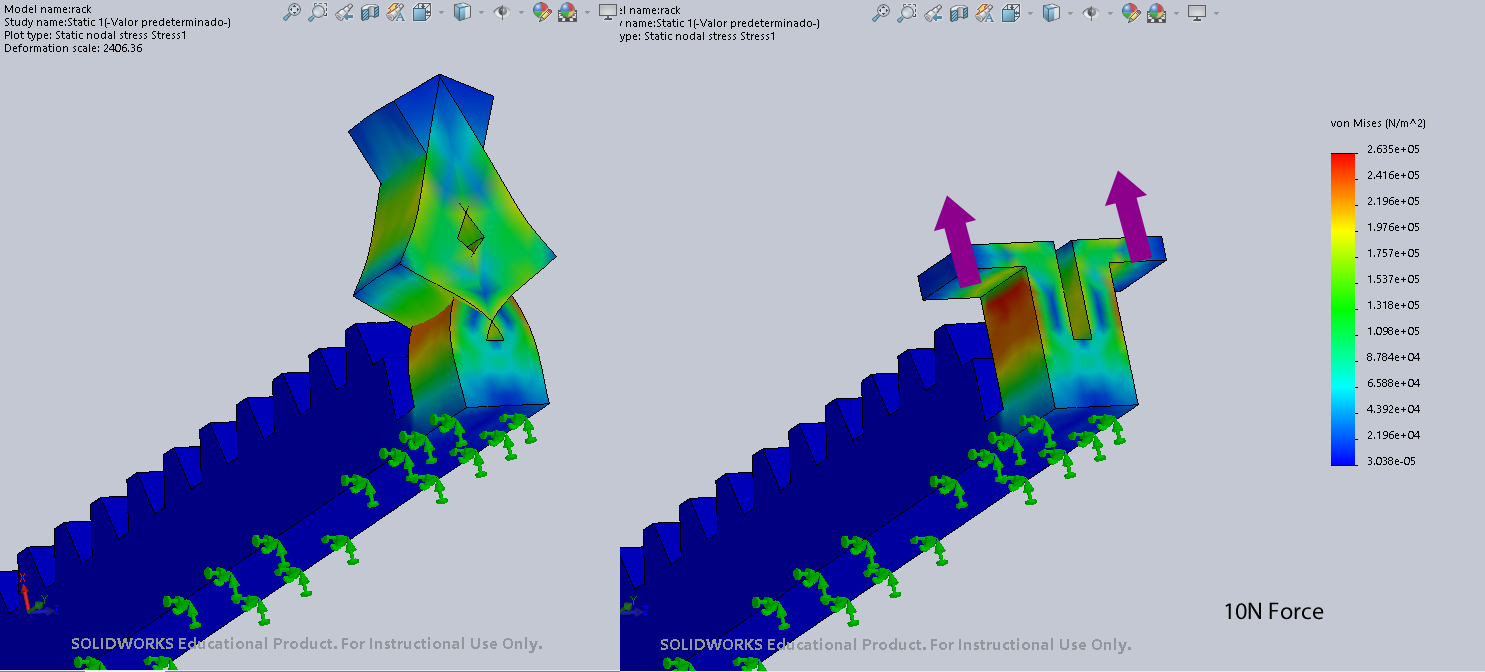 Model name:rack
Study name:Static 1(-Valor predeterminado-)
Plot type: Static nodal stress Stress1
Deformation scale: 2406.36
el name:rack
y name:Static 1(-Valor predeterminado-)
ype: Static nodal stress Stress1
von Mises (N/m^2)
2.635e+05
2.416e+05
2.196e+05
1.976e+05
1.757e+05
1.537e+05
1.318e+05
1.098e+05
8.784e+04
6.588e+04
4.392e+04
2.196e+04
3.038e-05
X
Y
Y
Z
10N Force
SOLIDWORKS Educational Product. For Instructional Use Only.
SOLIDWORKS Educational Product. For Instructional Use Only.